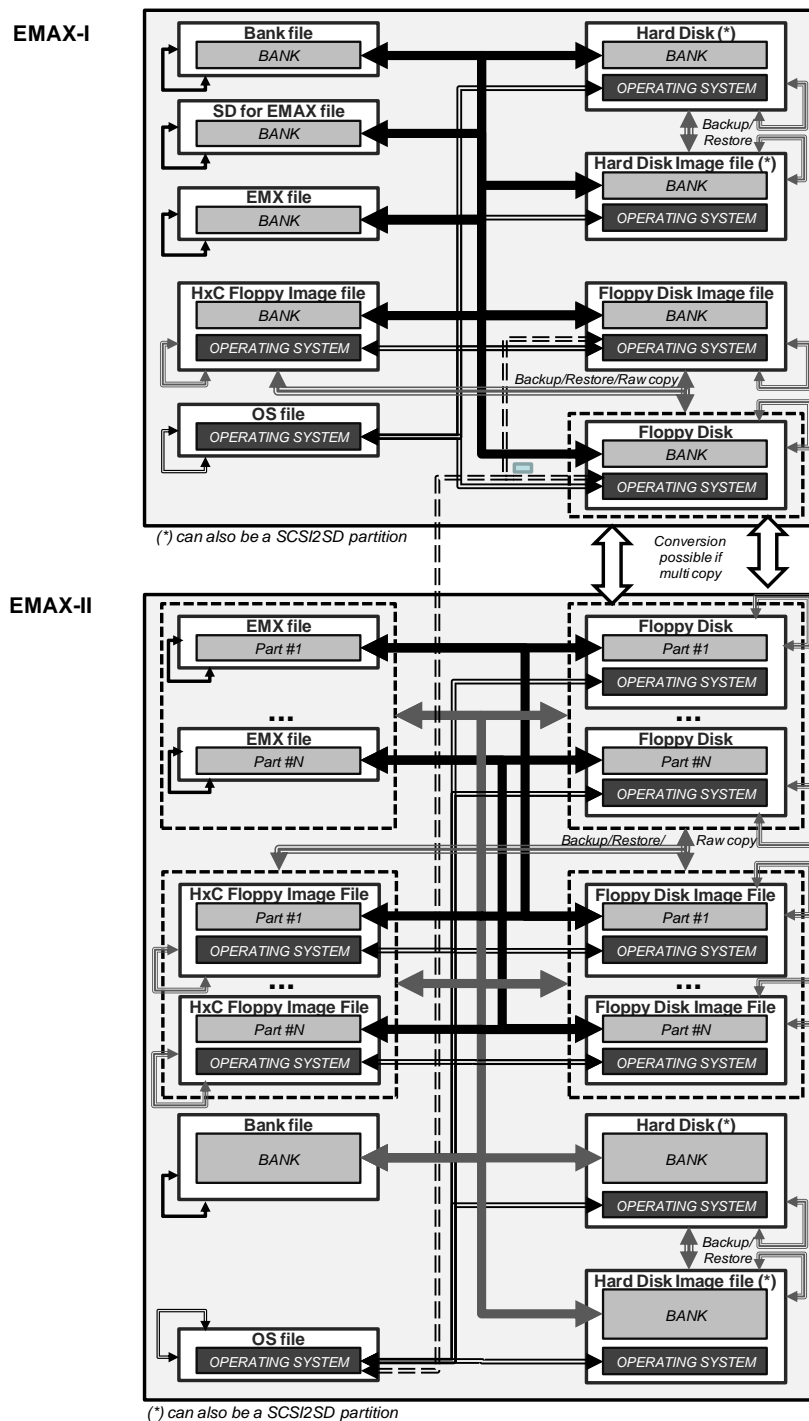 EMAX-I
Bank file
BANK
Hard Disk (*)
BANK
OPERATING SYSTEM
SD for EMAX file
BANK
Backup/
Restore
Hard Disk Image file (*)
BANK
OPERATING SYSTEM
EMX file
BANK
HxC Floppy Image file
BANK
OPERATING SYSTEM
Floppy Disk Image file
BANK
OPERATING SYSTEM
Backup/Restore/Raw copy
OS file
OPERATING SYSTEM
Floppy Disk
BANK
OPERATING SYSTEM
(*) can also be a SCSI2SD partition
Conversion
possible if
multi copy
EMAX-II
EMX file
Part #1
Floppy Disk
Part #1
OPERATING SYSTEM
...
...
EMX file
Part #N
Floppy Disk
Part #N
OPERATING SYSTEM
Backup/Restore/ Raw copy
HxC Floppy Image File
Part #1
OPERATING SYSTEM
Floppy Disk Image File
Part #1
OPERATING SYSTEM
...
...
HxC Floppy Image File
Part #N
OPERATING SYSTEM
Floppy Disk Image File
Part #N
OPERATING SYSTEM
Bank file
BANK
Hard Disk (*)
BANK
OPERATING SYSTEM
Backup/
Restore
Hard Disk Image file (*)
BANK
OPERATING SYSTEM
OS file
OPERATING SYSTEM
(*) can also be a SCSI2SD partition